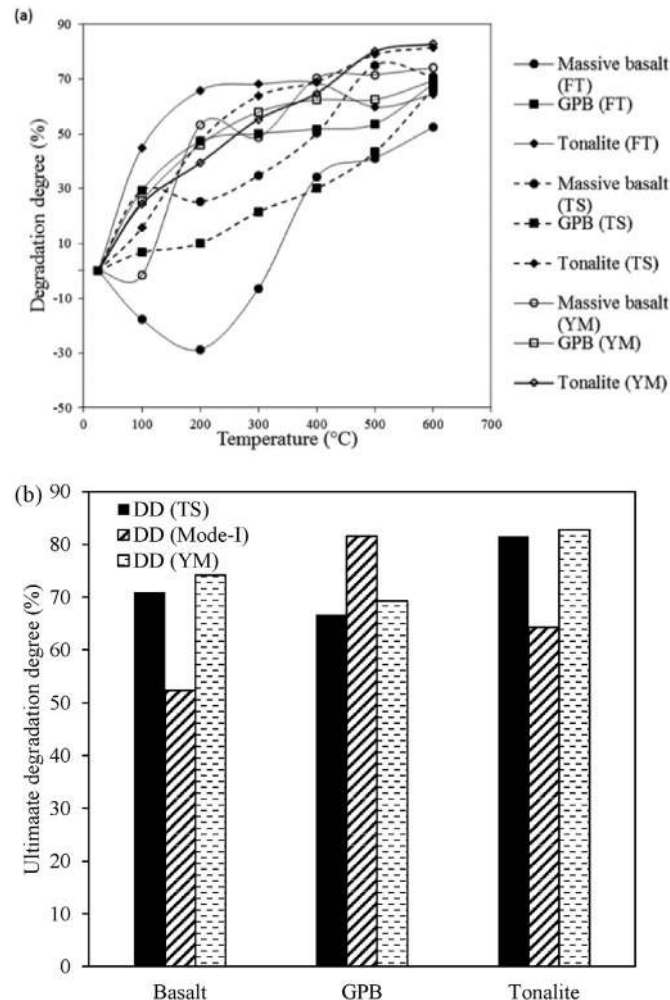 (a)
90
70
50
30
10
-10
-30
-50
Degradation degree (%)
0
100
200
300
400
500
600
700
Temperature (°C)
Massive basalt
(FT)
GPB (FT)
Tonalite (FT)
Massive basalt
(TS)
GPB (TS)
Tonalite (TS)
Massive basalt
(YM)
GPB (YM)
Tonalite (YM)
(b)
90
80
70
60
50
40
30
20
10
0
Ultimaate degradation degree (%)
DD (TS)
DD (Mode-I)
DD (YM)
Basalt
GPB
Tonalite